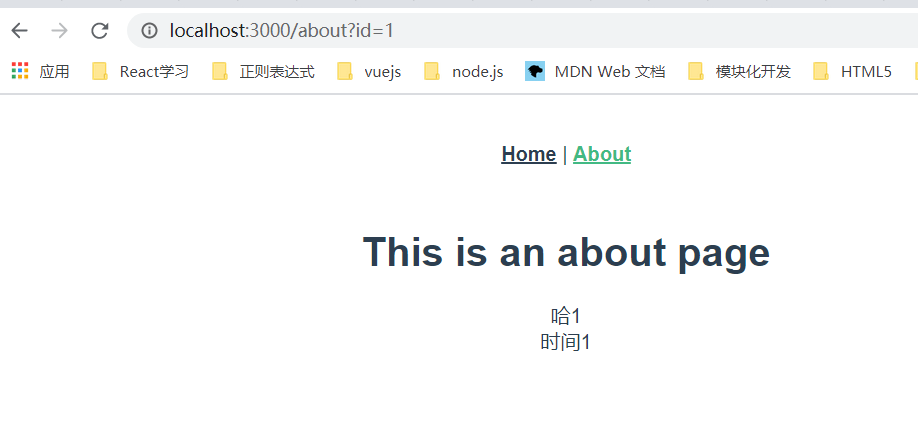 localhost:3000/about?id=1
应用 React学习 正则表达式 vuejs node.js MDN Web 文档 模块化开发 HTML5
Home | About
This is an about page
哈1
时间1